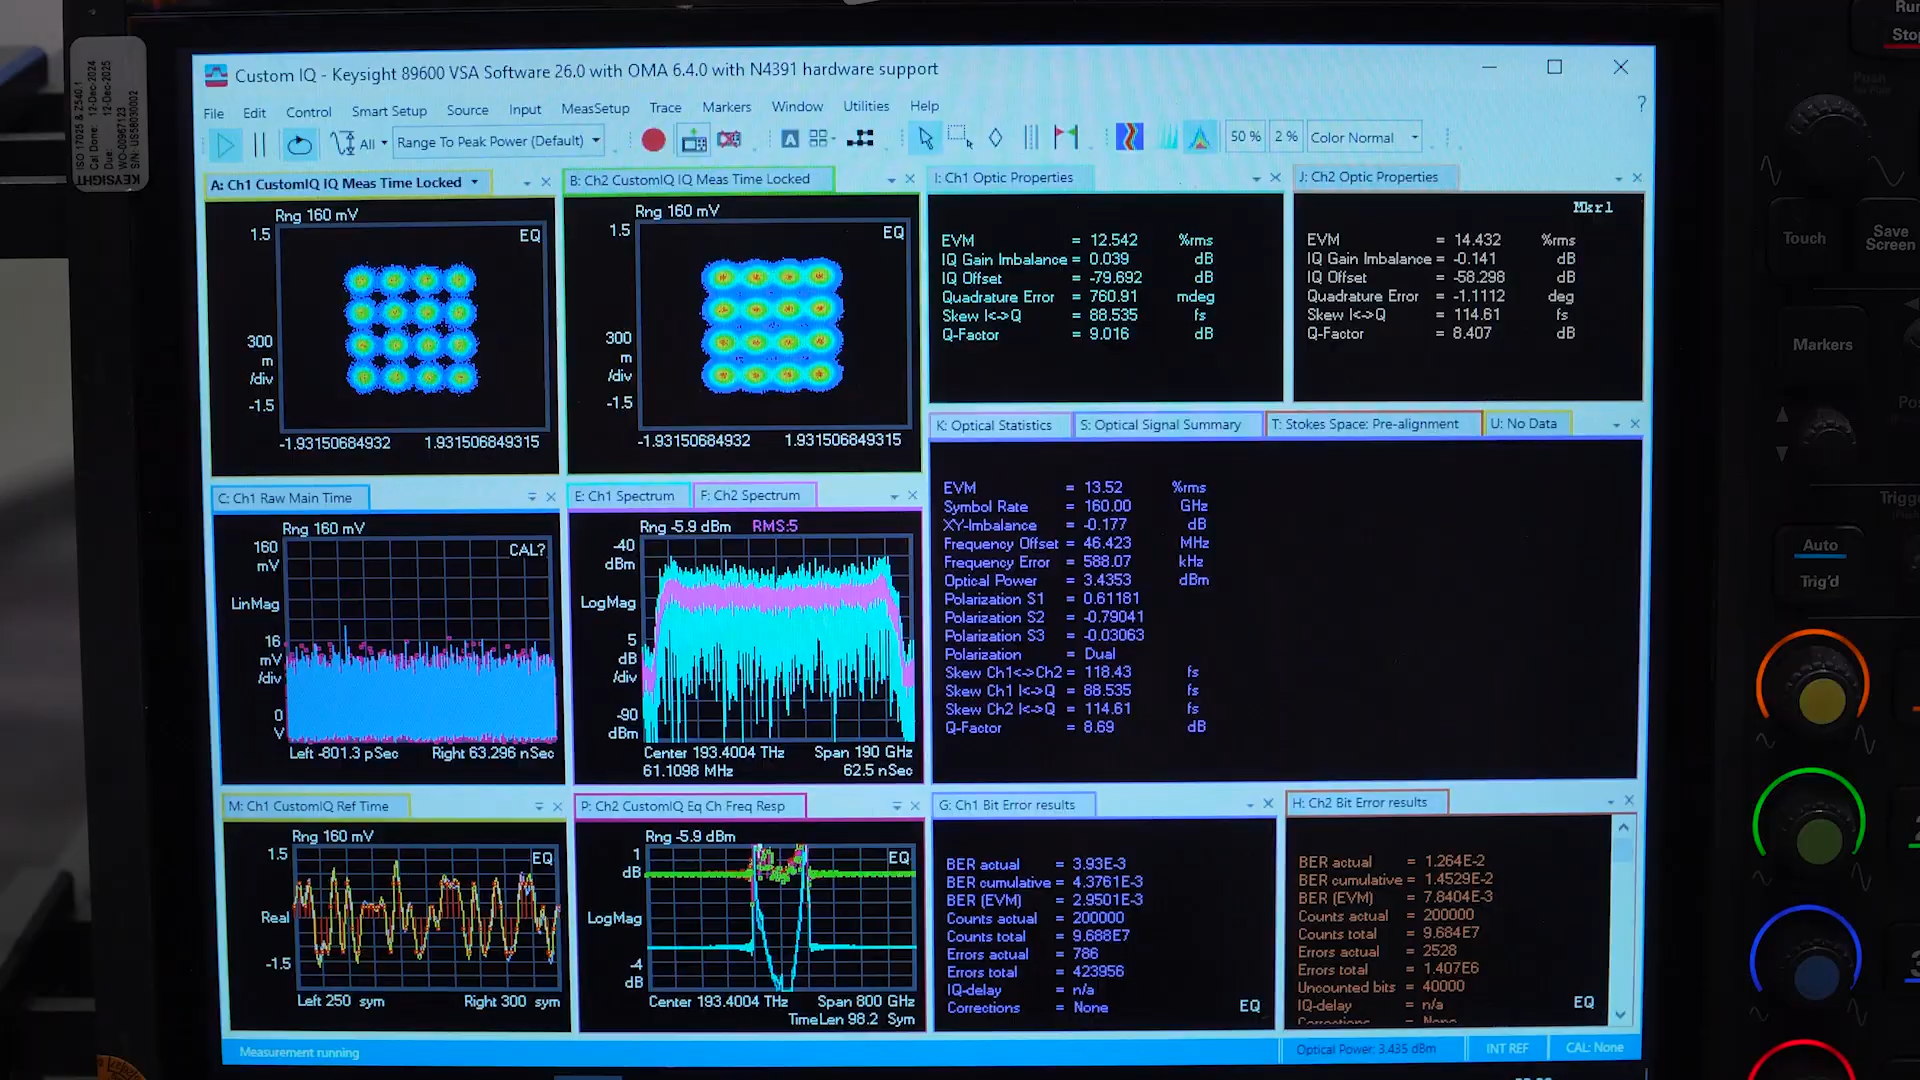 Custom IQ - Keysight 89600 VSA Software 26.0 with OMA 6.4.0 with N4391 hardware support
File Edit Control Smart Setup Source Input MeasSetup Trace Markers Window Utilities Help ?
All Range To Peak Power (Default) A 50 % 2 % Color Normal
ISO 17025 & Z540.1
Cal Done: 12-Dec-2024
Due: 12-Dec-2025
WO-00967123
S/N: US58030002
KEYSIGHT
A: Ch1 CustomIQ IQ Meas Time Locked
Rng 160 mV
1.5
EQ
300
m
/div
-1.5
-1.93150684932 1.93150684932
B: Ch2 CustomIQ IQ Meas Time Locked
Rng 160 mV
1.5
EQ
300
m
/div
-1.5
-1.93150684932 1.93150684932
I: Ch1 Optic Properties
EVM = 12.542 %rms
IQ Gain Imbalance = 0.039 dB
IQ Offset = -79.692 dB
Quadrature Error = 760.91 mdeg
Skew I<->Q = 88.535 fs
Q-Factor = 9.016 dB
J: Ch2 Optic Properties
Mkr1
EVM = 14.432 %rms
IQ Gain Imbalance = -0.141 dB
IQ Offset = -58.298 dB
Quadrature Error = -1.1112 deg
Skew I<->Q = 114.61 fs
Q-Factor = 8.407 dB
C: Ch1 Raw Main Time
Rng 160 mV
160
mV
CAL?
LinMag
16
mV
/div
0
V
Left -801.3 pSec Right 63.296 nSec
E: Ch1 Spectrum F: Ch2 Spectrum
Rng -5.9 dBm RMS:5
-40
dBm
LogMag
5
dB
/div
-90
dBm
Center 193.4004 THz Span 190 GHz
61.1098 MHz 62.5 nSec
K: Optical Statistics S: Optical Signal Summary T: Stokes Space: Pre-alignment U: No Data
EVM = 13.52 %rms
Symbol Rate = 160.00 GHz
XY-Imbalance = -0.177 dB
Frequency Offset = 46.423 MHz
Frequency Error = 588.07 kHz
Optical Power = 3.4353 dBm
Polarization S1 = 0.61181
Polarization S2 = -0.79041
Polarization S3 = -0.03063
Polarization = Dual
Skew Ch1<->Ch2 = 118.43 fs
Skew Ch1 I<->Q = 88.535 fs
Skew Ch2 I<->Q = 114.61 fs
Q-Factor = 8.69 dB
M: Ch1 CustomIQ Ref Time
Rng 160 mV
1.5
EQ
Real
-1.5
Left 250 sym Right 300 sym
P: Ch2 CustomIQ Eq Ch Freq Resp
Rng -5.9 dBm
1
dB
EQ
LogMag
-4
dB
Center 193.4004 THz Span 800 GHz
TimeLen 98.2 Sym
G: Ch1 Bit Error results
BER actual = 3.93E-3
BER cumulative = 4.3761E-3
BER (EVM) = 2.9501E-3
Counts actual = 200000
Counts total = 9.688E7
Errors actual = 786
Errors total = 423956
IQ-delay = n/a
Corrections = None
EQ
H: Ch2 Bit Error results
BER actual = 1.264E-2
BER cumulative = 1.4529E-2
BER (EVM) = 7.8404E-3
Counts actual = 200000
Counts total = 9.684E7
Errors actual = 2528
Errors total = 1.407E6
Uncounted bits = 40000
IQ-delay = n/a
EQ
Corrections = None
Measurement running
Optical Power: 3.435 dBm INT REF CAL: None
Touch
Save
Screen
Markers
Auto
Trig'd